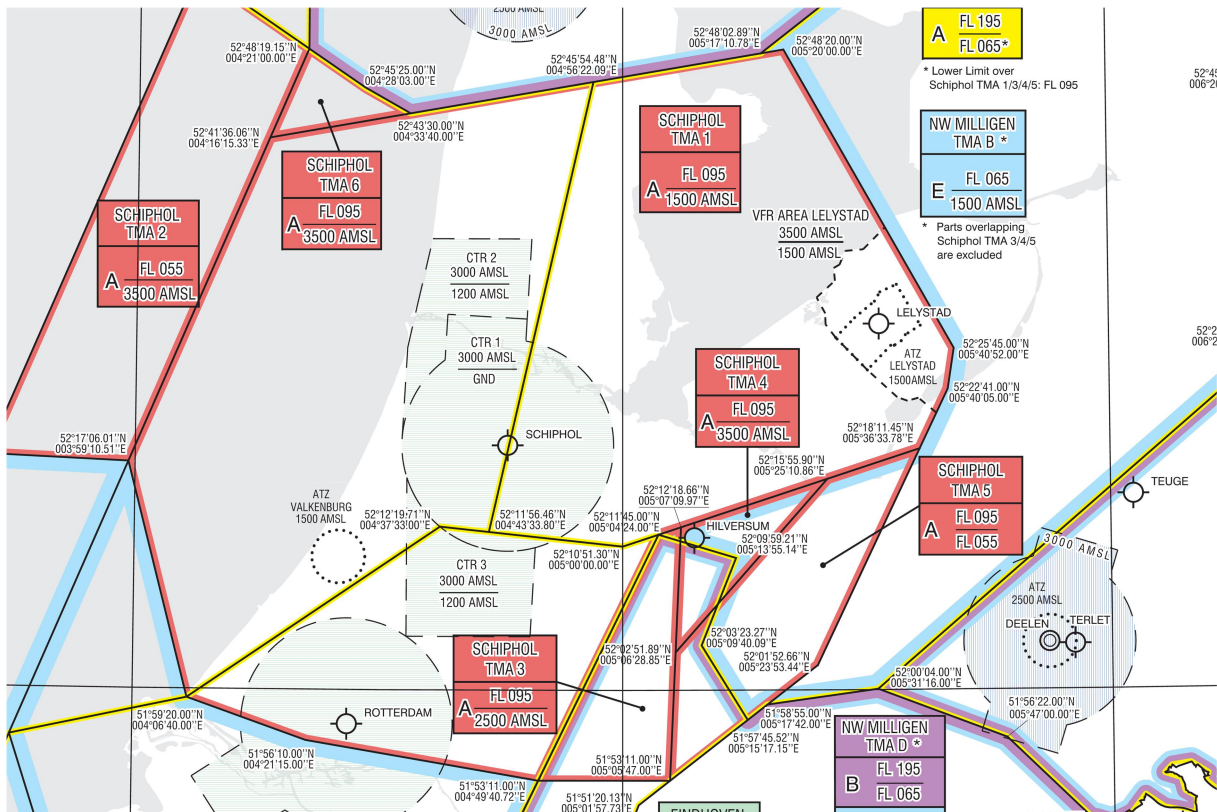 2500 AMSL
3000 AMSL
52°48'19.15''N
004°21'00.00''E
52°45'25.00''N
004°28'03.00''E
52°45'54.48''N
004°56'22.09''E
52°48'02.89''N
005°17'10.78''E
52°48'20.00''N
005°20'00.00''E
A FL 195
FL 065*
* Lower Limit over
Schiphol TMA 1/3/4/5: FL 095
52°41'36.06''N
004°16'15.33''E
52°43'30.00''N
004°33'40.00''E
SCHIPHOL
TMA 6
A FL 095
3500 AMSL
SCHIPHOL
TMA 1
A FL 095
1500 AMSL
NW MILLIGEN
TMA B *
E FL 065
1500 AMSL
* Parts overlapping
Schiphol TMA 3/4/5
are excluded
SCHIPHOL
TMA 2
A FL 055
3500 AMSL
VFR AREA LELYSTAD
3500 AMSL
1500 AMSL
CTR 2
3000 AMSL
1200 AMSL
LELYSTAD
CTR 1
3000 AMSL
GND
ATZ
LELYSTAD
1500AMSL
52°25'45.00''N
005°40'52.00''E
52°22'41.00''N
005°40'05.00''E
SCHIPHOL
TMA 4
A FL 095
3500 AMSL
52°17'06.01''N
003°59'10.51''E
SCHIPHOL
52°18'11.45''N
005°36'33.78''E
52°15'55.90''N
005°25'10.86''E
SCHIPHOL
TMA 5
A FL 095
FL 055
TEUGE
ATZ
VALKENBURG
1500 AMSL
52°12'19.71''N
004°37'33.00''E
52°11'56.46''N
004°43'33.80''E
52°11'45.00''N
005°04'24.00''E
52°12'18.66''N
005°07'09.97''E
HILVERSUM
52°09'59.21''N
005°13'55.14''E
52°10'51.30''N
005°00'00.00''E
3000 AMSL
CTR 3
3000 AMSL
1200 AMSL
ATZ
2500 AMSL
DEELEN
TERLET
SCHIPHOL
TMA 3
A FL 095
2500 AMSL
52°02'51.89''N
005°06'28.85''E
52°03'23.27''N
005°09'40.09''E
52°01'52.66''N
005°23'53.44''E
52°00'04.00''N
005°31'16.00''E
51°59'20.00''N
004°06'40.00''E
ROTTERDAM
51°58'55.00''N
005°17'42.00''E
51°57'45.52''N
005°15'17.15''E
51°56'22.00''N
005°47'00.00''E
51°56'10.00''N
004°21'15.00''E
51°53'11.00''N
004°49'40.72''E
51°53'11.00''N
005°05'47.00''E
51°51'20.13''N
005°01'57.73''E
NW MILLIGEN
TMA D *
B FL 195
FL 065
EINDHOVEN